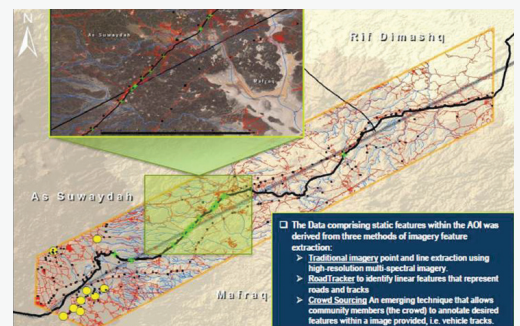 N
As Suwaydah
Mafraq
Rif Dimashq
As Suwaydah
Mafraq
❑ The Data comprising static features within the AOI was
derived from three methods of imagery feature
extraction:
➢ Traditional imagery point and line extraction using
high-resolution multi-spectral imagery.
➢ RoadTracker to identify linear features that represent
roads and tracks
➢ Crowd Sourcing An emerging technique that allows
community members (the crowd) to annotate
desired features within a image provided, i.e. vehicle tracks.